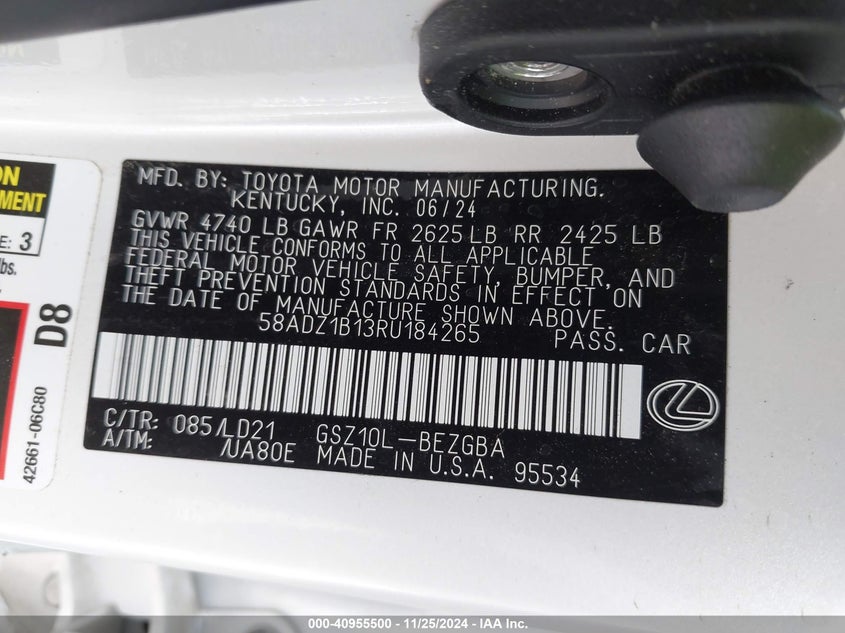 ON
EMENT
E: 3
lbs.
D8
42661-06C80
MFD. BY: TOYOTA MOTOR MANUFACTURING.
KENTUCKY, INC. 06/24
GVWR 4740 LB GAWR FR 2625 LB RR 2425 LB
THIS VEHICLE CONFORMS TO ALL APPLICABLE
FEDERAL MOTOR VEHICLE SAFETY, BUMPER, AND
THEFT PREVENTION STANDARDS IN EFFECT ON
THE DATE OF MANUFACTURE SHOWN ABOVE.
58ADZ1B13RU184265 PASS. CAR
C/TR: 085/LD21 GSZ10L-BEZGBA
A/TM: /UA80E MADE IN U.S.A. 95534
000-40955500 - 11/25/2024 - IAA Inc.